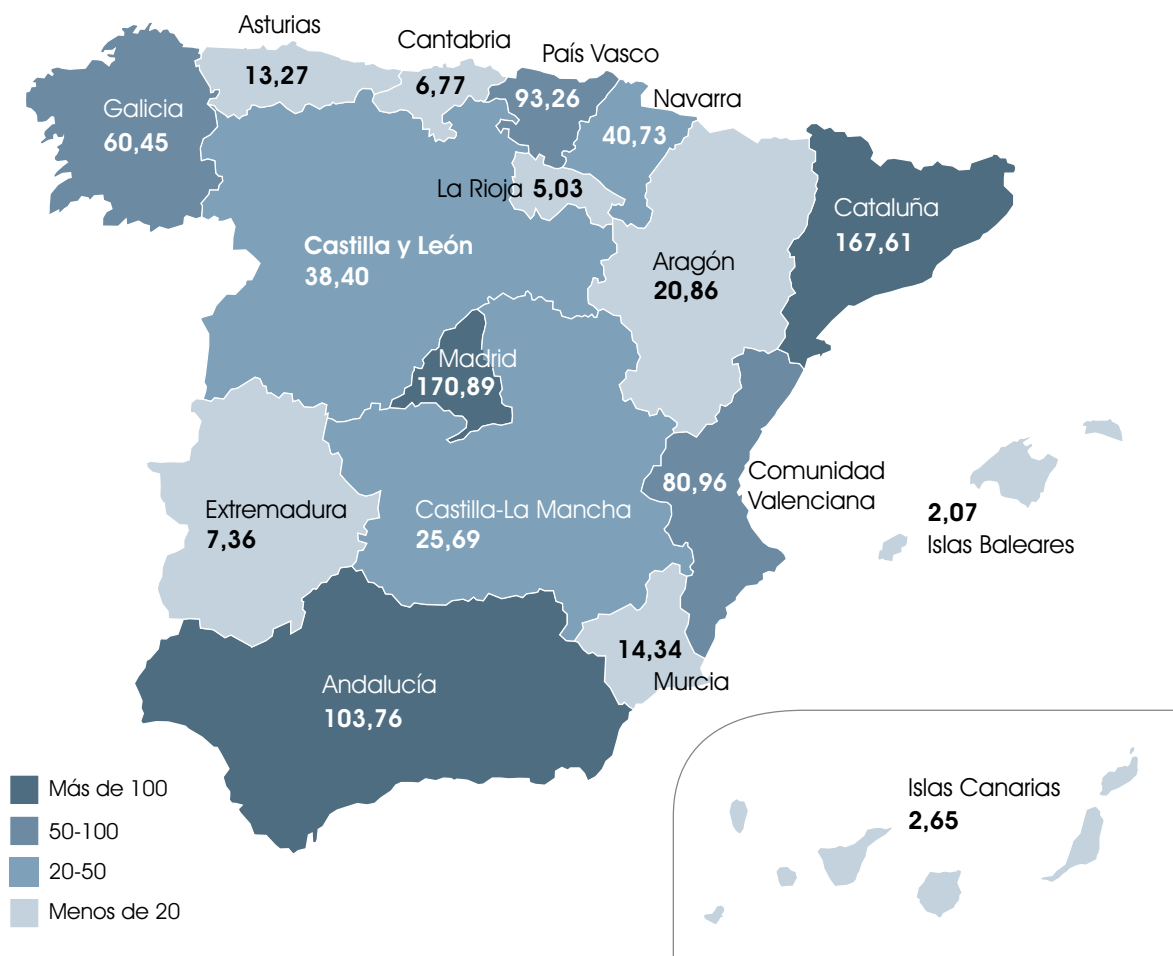 Asturias
13,27
Cantabria
6,77
País Vasco
93,26
Navarra
40,73
Galicia
60,45
La Rioja 5,03
Cataluña
167,61
Castilla y León
38,40
Aragón
20,86
Madrid
170,89
Comunidad
Valenciana
80,96
Extremadura
7,36
Castilla-La Mancha
25,69
2,07
Islas Baleares
14,34
Murcia
Andalucía
103,76
Islas Canarias
2,65
Más de 100
50-100
20-50
Menos de 20